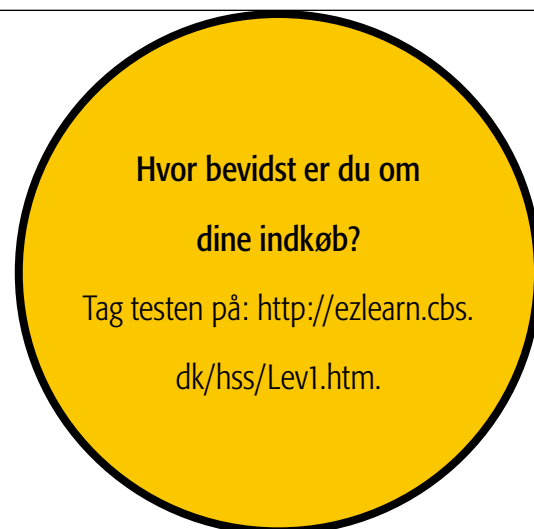 Hvor bevidst er du om
dine indkøb?
Tag testen på: http://ezlearn.cbs.
dk/hss/Lev1.htm.